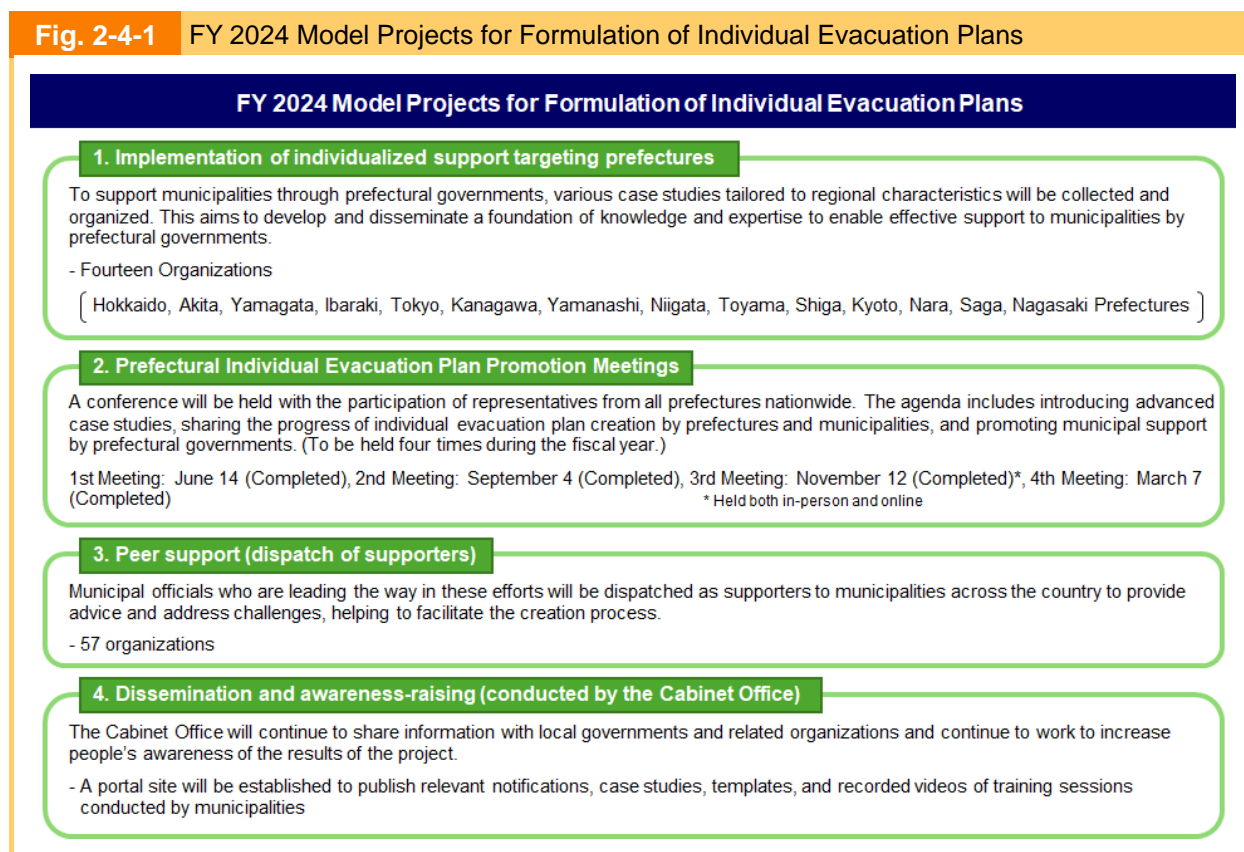 Fig. 2-4-1 FY 2024 Model Projects for Formulation of Individual Evacuation Plans
FY 2024 Model Projects for Formulation of Individual Evacuation Plans
1. Implementation of individualized support targeting prefectures
To support municipalities through prefectural governments, various case studies tailored to regional characteristics will be collected and
organized. This aims to develop and disseminate a foundation of knowledge and expertise to enable effective support to municipalities by
prefectural governments.
- Fourteen Organizations
( Hokkaido, Akita, Yamagata, Ibaraki, Tokyo, Kanagawa, Yamanashi, Niigata, Toyama, Shiga, Kyoto, Nara, Saga, Nagasaki Prefectures )
2. Prefectural Individual Evacuation Plan Promotion Meetings
A conference will be held with the participation of representatives from all prefectures nationwide. The agenda includes introducing advanced
case studies, sharing the progress of individual evacuation plan creation by prefectures and municipalities, and promoting municipal support
by prefectural governments. (To be held four times during the fiscal year.)
1st Meeting: June 14 (Completed), 2nd Meeting: September 4 (Completed), 3rd Meeting: November 12 (Completed)*, 4th Meeting: March 7
(Completed) * Held both in-person and online
3. Peer support (dispatch of supporters)
Municipal officials who are leading the way in these efforts will be dispatched as supporters to municipalities across the country to provide
advice and address challenges, helping to facilitate the creation process.
- 57 organizations
4. Dissemination and awareness-raising (conducted by the Cabinet Office)
The Cabinet Office will continue to share information with local governments and related organizations and continue to work to increase
people's awareness of the results of the project.
- A portal site will be established to publish relevant notifications, case studies, templates, and recorded videos of training sessions
conducted by municipalities